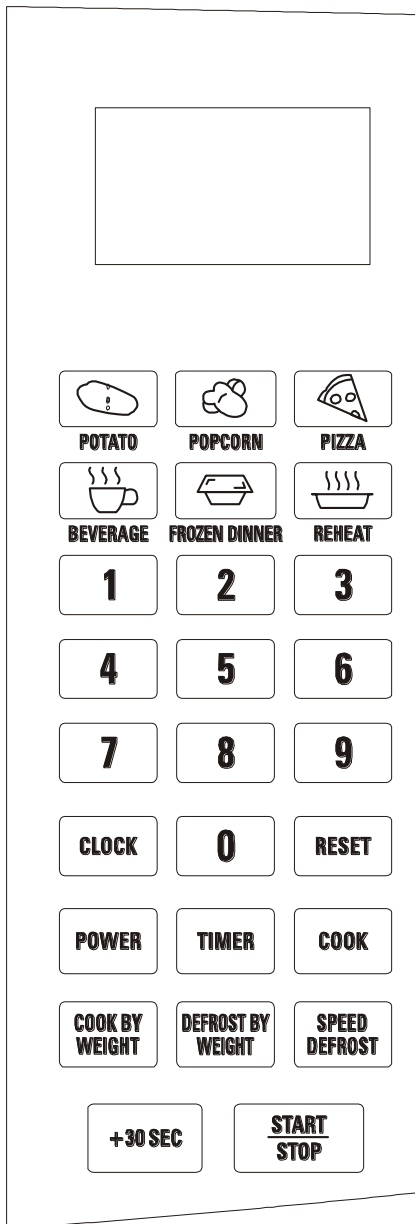 POTATO POPCORN PIZZA
BEVERAGE FROZEN DINNER REHEAT
1 2 3
4 5 6
7 8 9
CLOCK 0 RESET
POWER TIMER COOK
COOK BY
WEIGHT
DEFROST BY
WEIGHT
SPEED
DEFROST
+30 SEC
START
STOP